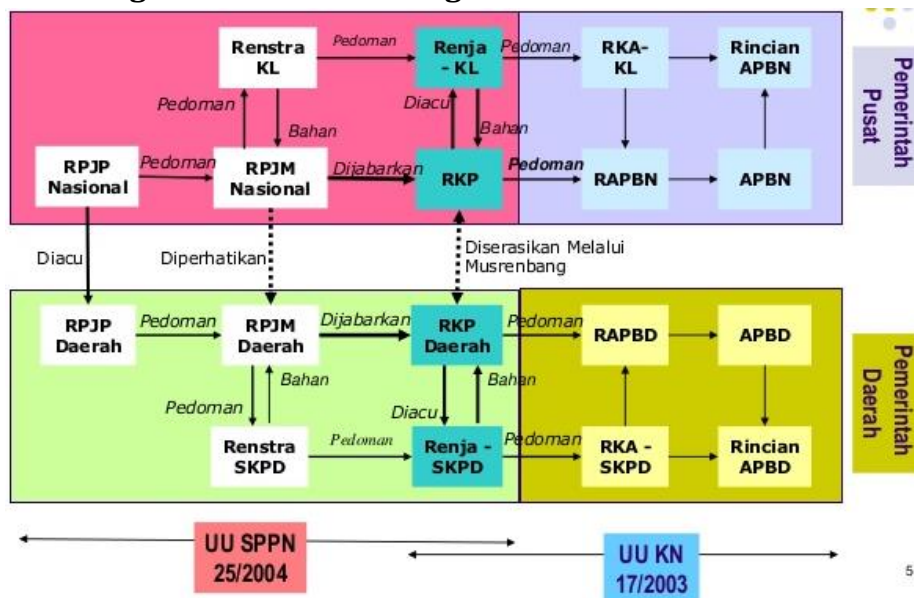 Renstra
KL
Pedoman
Renja
- KL
Pedoman
RKA-
KL
Rincian
APBN
Pedoman
Bahan
Diacu
Bahan
RPJP
Nasional
Pedoman
RPJM
Nasional
Dijabarkan
RKP
Pedoman
RAPBN
APBN
Pemerintah
Pusat
Diacu
Diperhatikan
Diserasikan Melalui
Musrenbang
RPJP
Daerah
Pedoman
RPJM
Daerah
Dijabarkan
RKP
Daerah
Pedoman
RAPBD
APBD
Bahan
Pedoman
Bahan
Diacu
Renstra
SKPD
Pedoman
Renja -
SKPD
Pedoman
RKA -
SKPD
Rincian
APBD
Pemerintah
Daerah
UU SPPN
25/2004
UU KN
17/2003
5